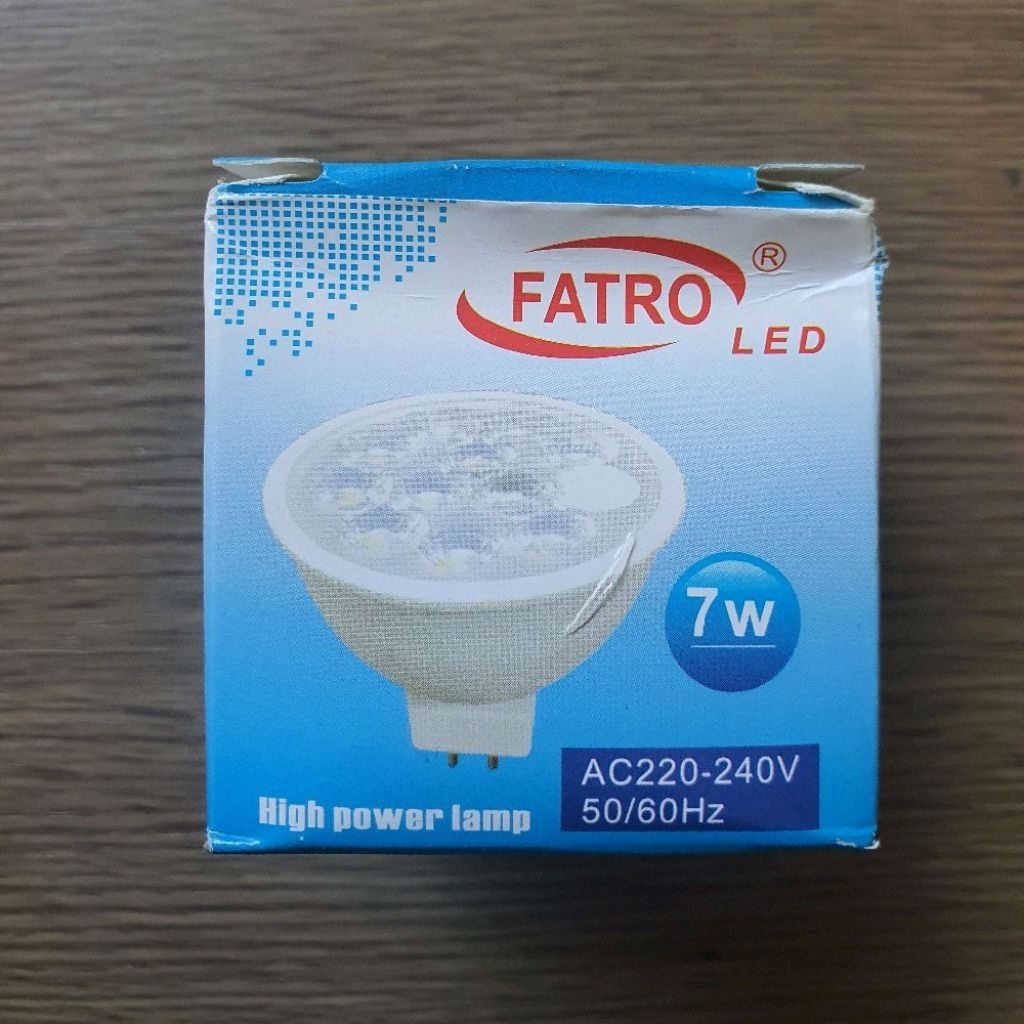 FATRO ®
LED
7w
AC220-240V
50/60Hz
High power lamp